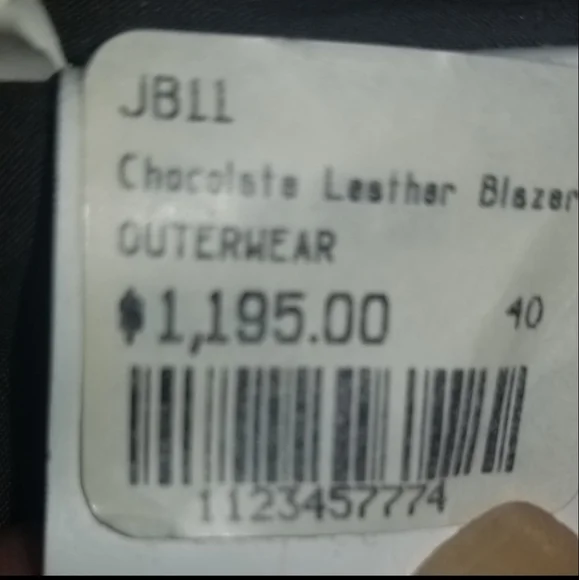 JB11
Chocolate Leather Blazer
OUTERWEAR
$1,195.00 40
1123457774